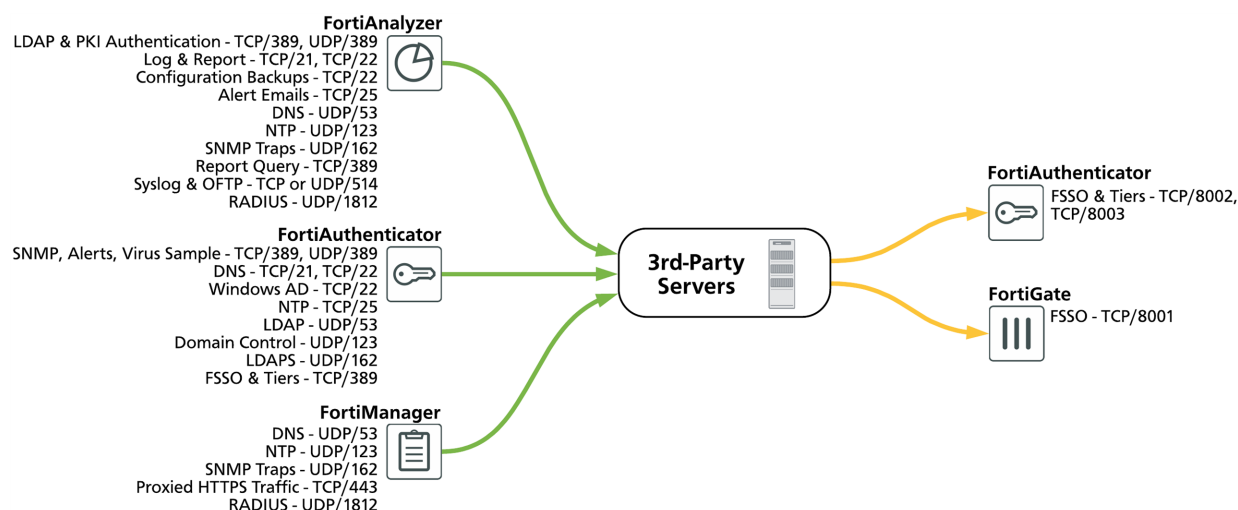 FortiAnalyzer
LDAP & PKI Authentication - TCP/389, UDP/389
Log & Report - TCP/21, TCP/22
Configuration Backups - TCP/22
Alert Emails - TCP/25
DNS - UDP/53
NTP - UDP/123
SNMP Traps - UDP/162
Report Query - TCP/389
Syslog & OFTP - TCP or UDP/514
RADIUS - UDP/1812
FortiAuthenticator
SNMP, Alerts, Virus Sample - TCP/389, UDP/389
DNS - TCP/21, TCP/22
Windows AD - TCP/22
NTP - TCP/25
LDAP - UDP/53
Domain Control - UDP/123
LDAPS - UDP/162
FSSO & Tiers - TCP/389
FortiManager
DNS - UDP/53
NTP - UDP/123
SNMP Traps - UDP/162
Proxied HTTPS Traffic - TCP/443
RADIUS - UDP/1812
3rd-Party
Servers
FortiAuthenticator
FSSO & Tiers - TCP/8002,
TCP/8003
FortiGate
FSSO - TCP/8001